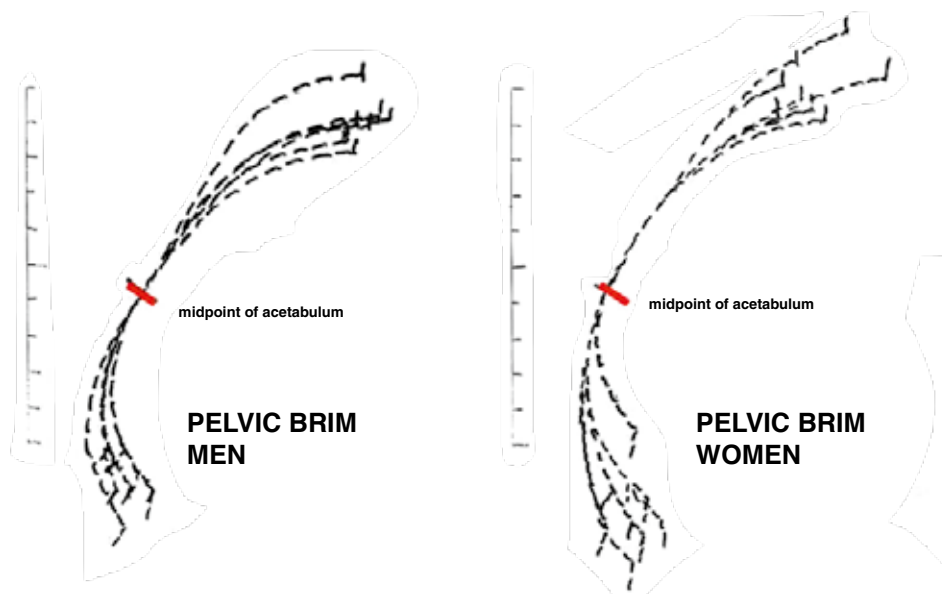 midpoint of acetabulum
PELVIC BRIM
MEN
midpoint of acetabulum
PELVIC BRIM
WOMEN